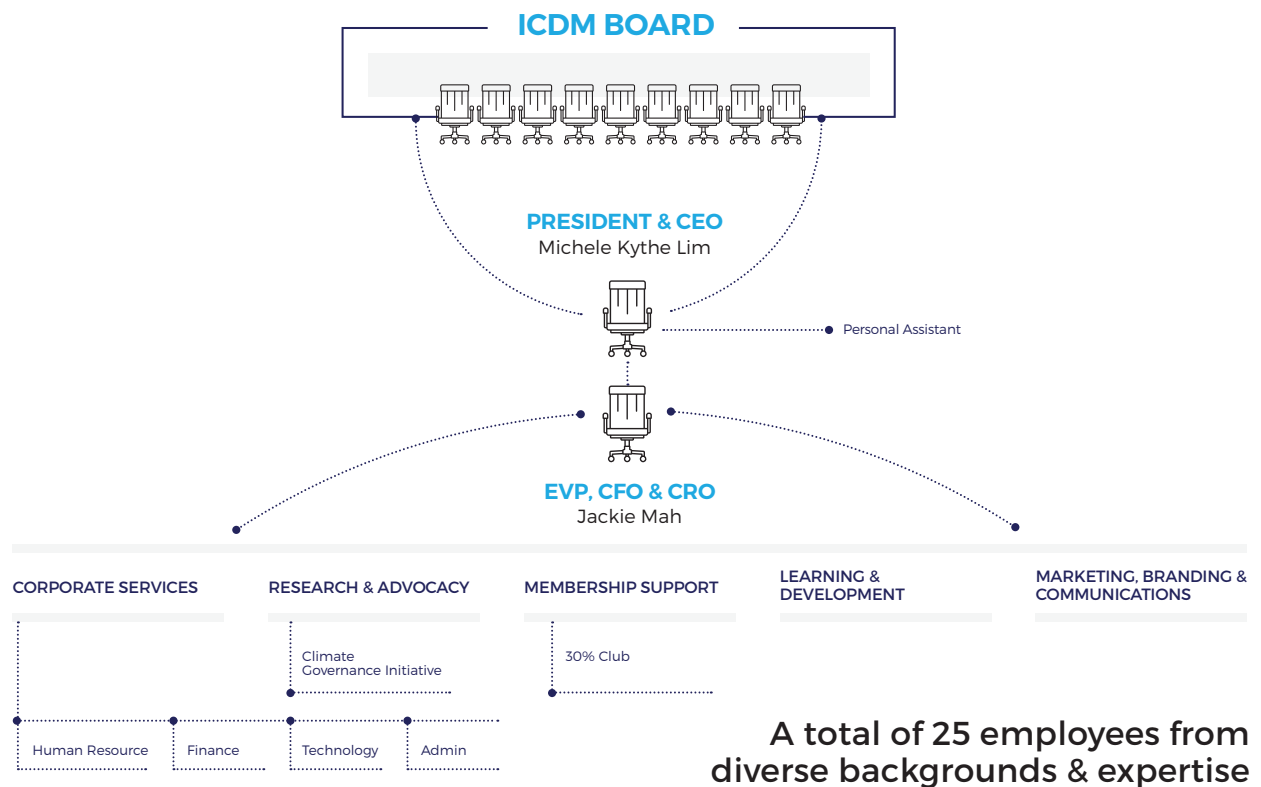 ICDM BOARD
PRESIDENT & CEO
Michele Kythe Lim
Personal Assistant
EVP, CFO & CRO
Jackie Mah
CORPORATE SERVICES
RESEARCH & ADVOCACY
MEMBERSHIP SUPPORT
LEARNING &
DEVELOPMENT
MARKETING, BRANDING &
COMMUNICATIONS
Climate
Governance Initiative
30% Club
Human Resource
Finance
Technology
Admin
A total of 25 employees from
diverse backgrounds & expertise